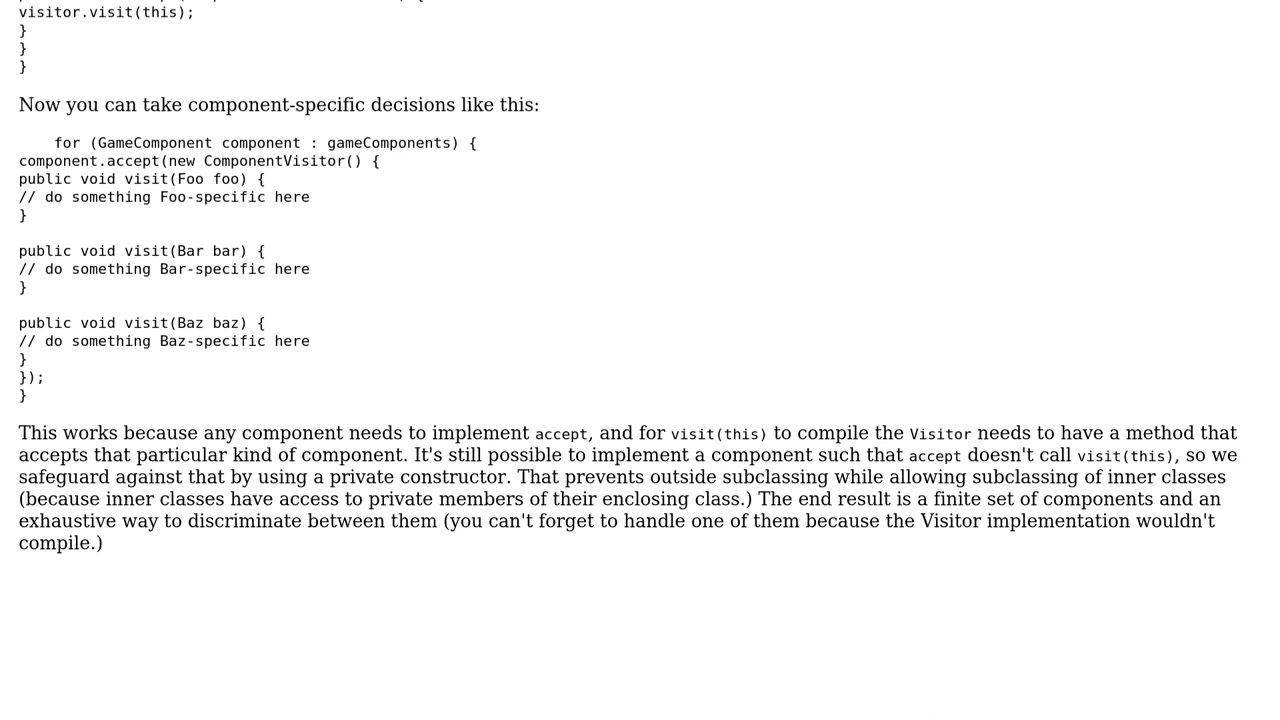 visitor.visit(this);
}
}
}
Now you can take component-specific decisions like this:
for (GameComponent component : gameComponents) {
component.accept(new ComponentVisitor() {
public void visit(Foo foo) {
// do something Foo-specific here
}
public void visit(Bar bar) {
// do something Bar-specific here
}
public void visit(Baz baz) {
// do something Baz-specific here
}
});
}
This works because any component needs to implement accept, and for visit(this) to compile the Visitor needs to have a method that
accepts that particular kind of component. It's still possible to implement a component such that accept doesn't call visit(this), so we
safeguard against that by using a private constructor. That prevents outside subclassing while allowing subclassing of inner classes
(because inner classes have access to private members of their enclosing class.) The end result is a finite set of components and an
exhaustive way to discriminate between them (you can't forget to handle one of them because the Visitor implementation wouldn't
compile.)